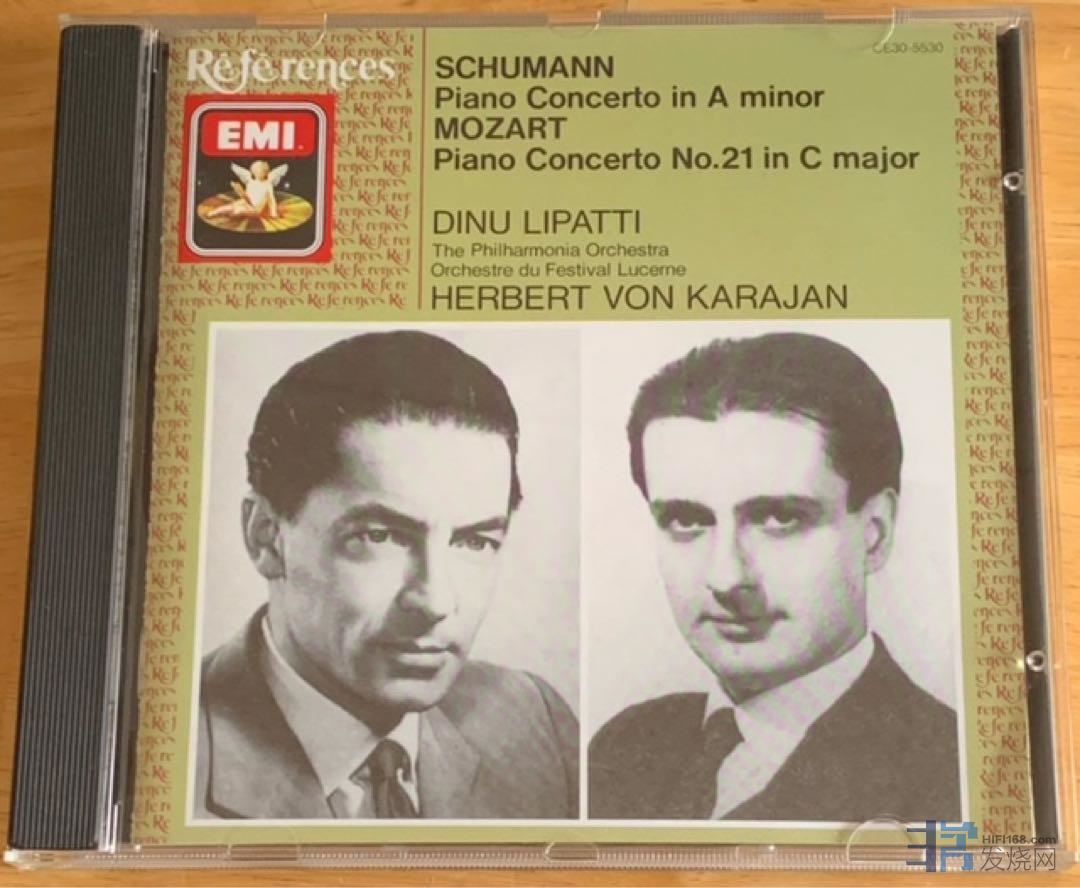 Références
CE30-5530
EMI
SCHUMANN
Piano Concerto in A minor
MOZART
Piano Concerto No.21 in C major
DINU LIPATTI
The Philharmonia Orchestra
Orchestre du Festival Lucerne
HERBERT VON KARAJAN
HIFI168.com
发烧网